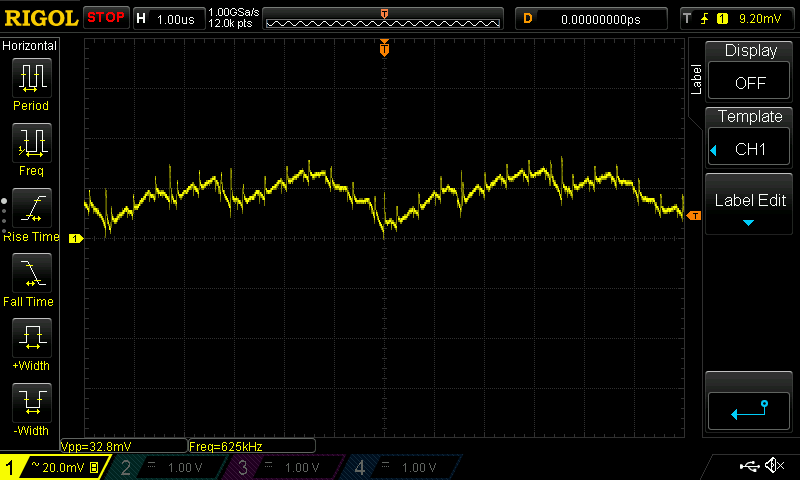 RIGOL STOP H 1.00us 1.00GSa/s 12.0k pts T D 0.00000000ps T 1 9.20mV
Horizontal
Period
Freq
Rise Time
Fall Time
+Width
-Width
T
1
T
Vpp=32.8mV Freq=625kHz
Label
Display
OFF
Template
CH1
Label Edit
1 ~ 20.0mV B 2 1.00 V 3 1.00 V 4 1.00 V